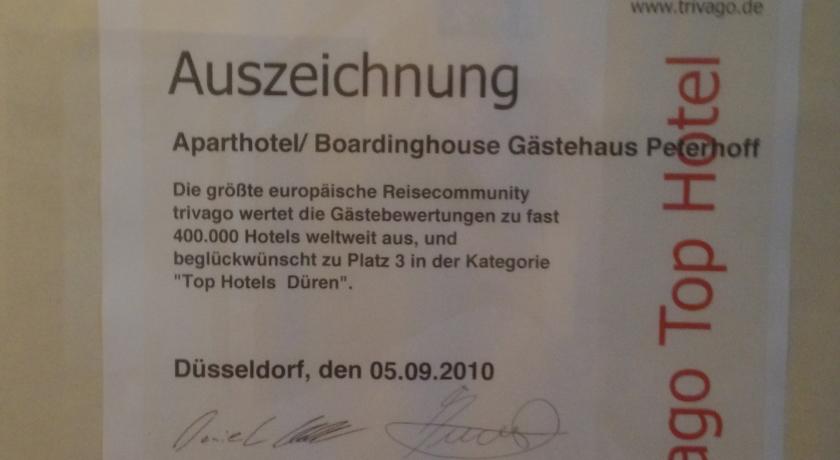 www.trivago.de
Auszeichnung
Aparthotel/ Boardinghouse Gästehaus Peterhoff
Die größte europäische Reisecommunity
trivago wertet die Gästebewertungen zu fast
400.000 Hotels weltweit aus, und
beglückwünscht zu Platz 3 in der Kategorie
"Top Hotels Düren".
Düsseldorf, den 05.09.2010
ago Top Hotel